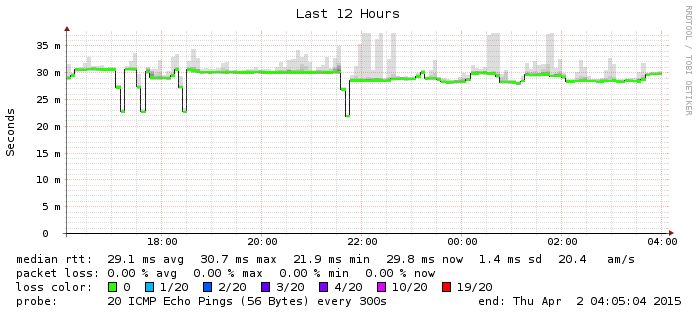 Last 12 Hours
RRDTOOL / TOBI OETIKER
Seconds
35 m
30 m
25 m
20 m
15 m
10 m
5 m
0
18:00 20:00 22:00 00:00 02:00 04:00
median rtt: 29.1 ms avg 30.7 ms max 21.9 ms min 29.8 ms now 1.4 ms sd 20.4 am/s
packet loss: 0.00 % avg 0.00 % max 0.00 % min 0.00 % now
loss color: 0 1/20 2/20 3/20 4/20 10/20 19/20
probe: 20 ICMP Echo Pings (56 Bytes) every 300s end: Thu Apr 2 04:05:04 2015